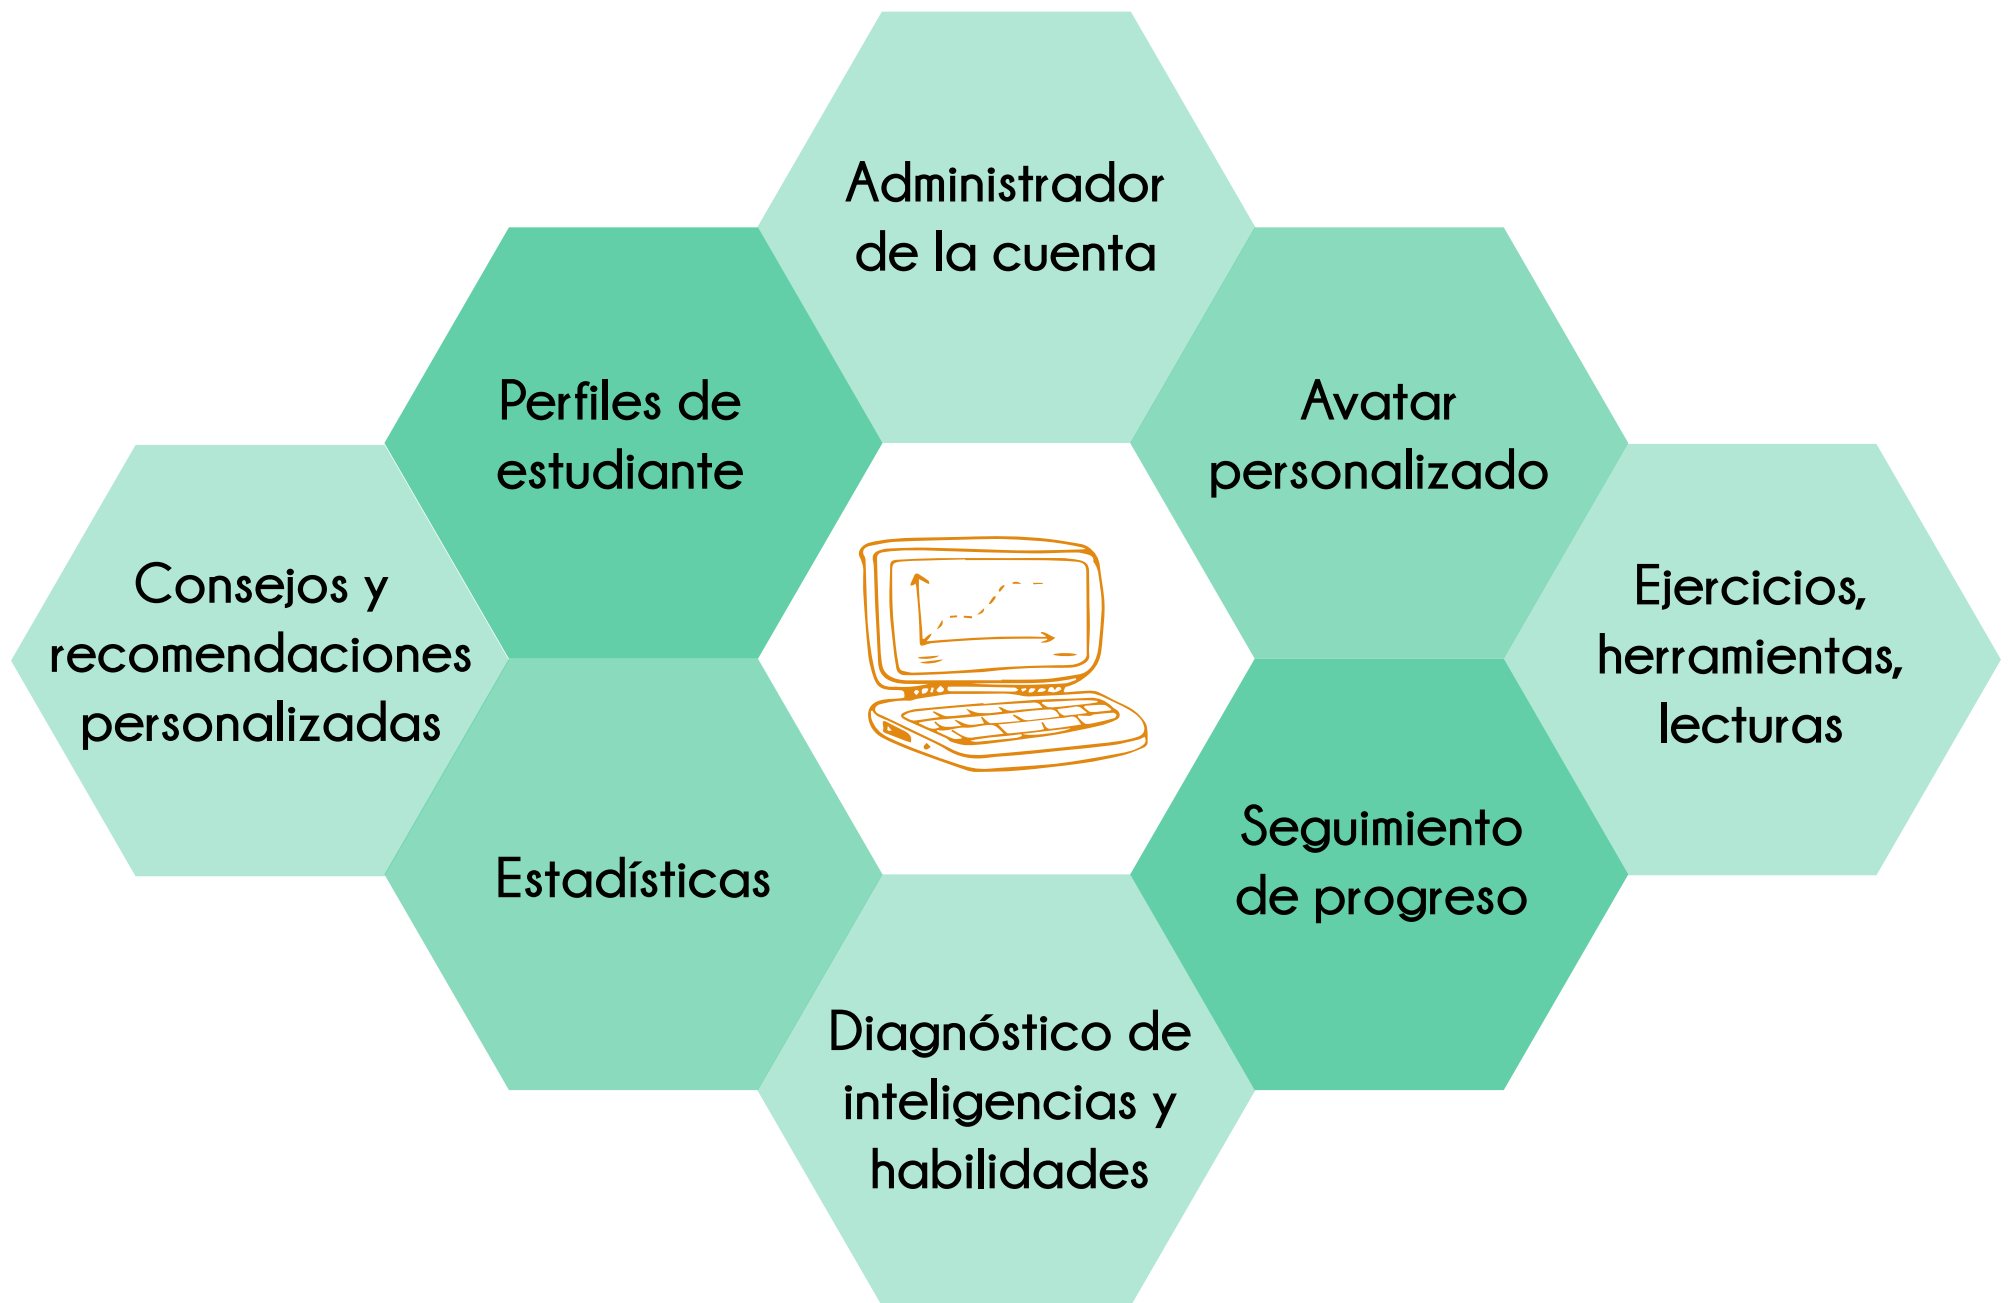 Administrador
de la cuenta
Perfiles de
estudiante
Avatar
personalizado
Consejos y
recomendaciones
personalizadas
Ejercicios,
herramientas,
lecturas
Estadísticas
Seguimiento
de progreso
Diagnóstico de
inteligencias y
habilidades